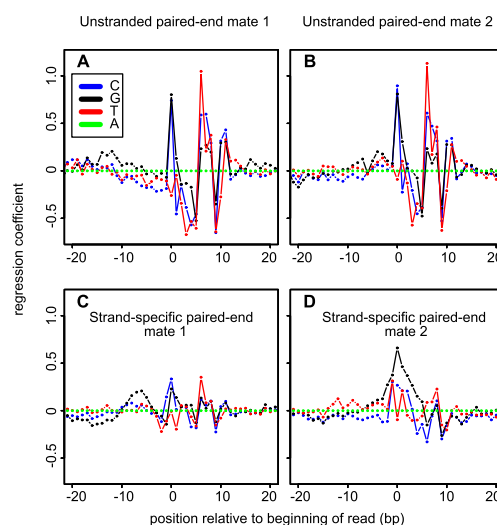 Unstranded paired-end mate 1 Unstranded paired-end mate 2
A B
C
G
T
A
1.0
0.5
0
-0.5
-20 -10 0 10 20 -20 -10 0 10 20
regression coefficient
C D
Strand-specific paired-end
mate 1
Strand-specific paired-end
mate 2
1.0
0.5
0
-0.5
-20 -10 0 10 20 -20 -10 0 10 20
position relative to beginning of read (bp)